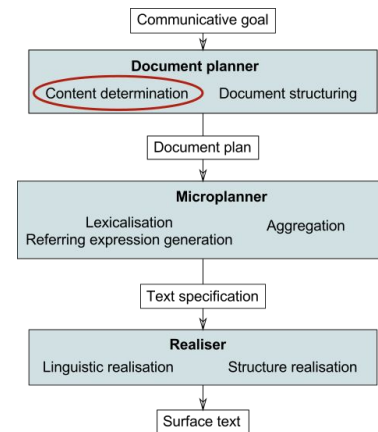 Communicative goal
Document planner
Content determination Document structuring
Document plan
Microplanner
Lexicalisation Aggregation
Referring expression generation
Text specification
Realiser
Linguistic realisation Structure realisation
Surface text